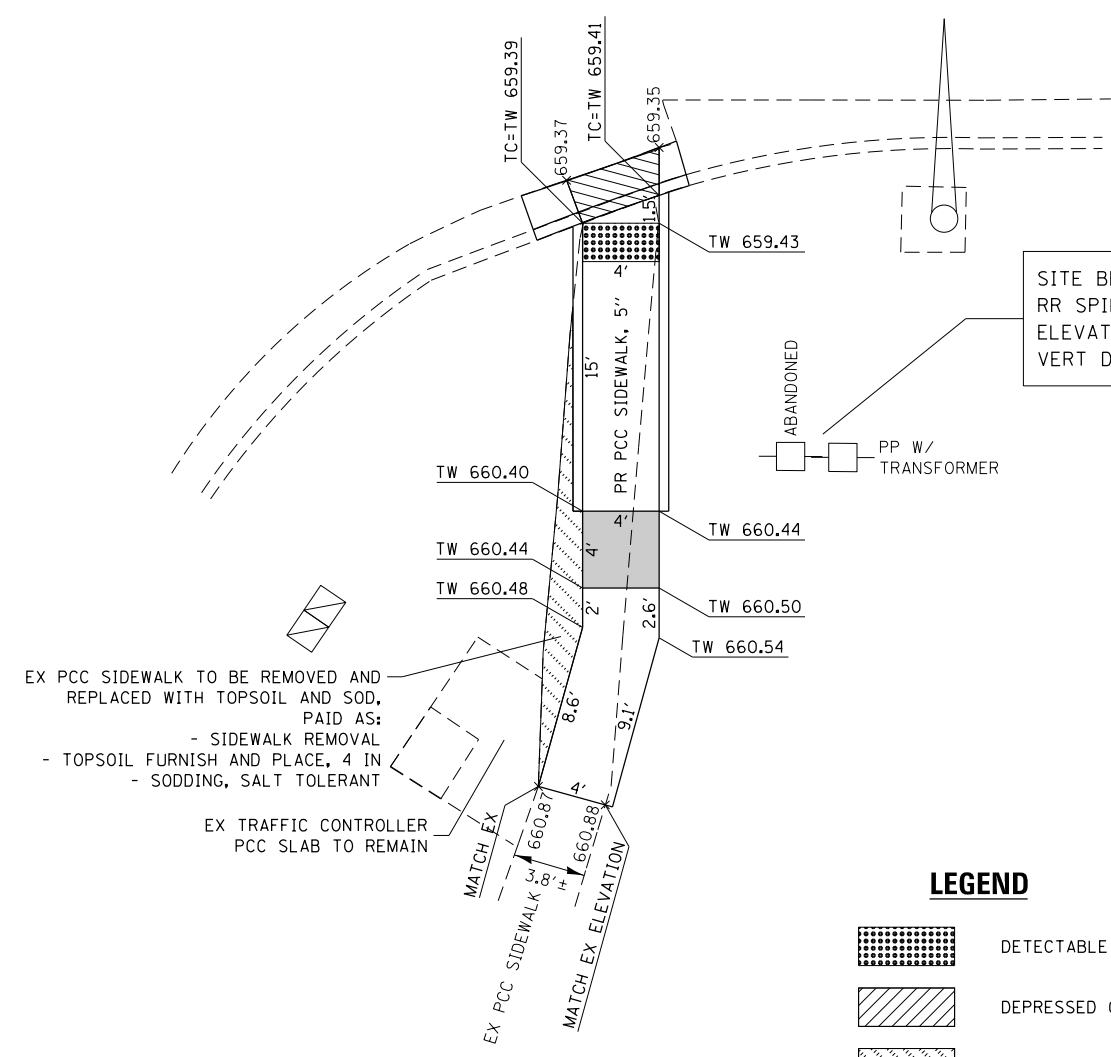 TC=TW 659.39
659.37
TC=TW 659.41
659.35
1.5'
TW 659.43
4'
SITE
RR
VERT
15'
PR PCC SIDEWALK, 5"
ABANDONED
PP W/
TRANSFORMER
TW 660.40
4'
TW 660.44
4'
TW 660.44
TW 660.48
2'
2.6'
TW 660.50
TW 660.54
EX PCC SIDEWALK TO BE REMOVED AND
REPLACED WITH TOPSOIL AND SOD,
PAID AS:
- SIDEWALK REMOVAL
- TOPSOIL FURNISH AND PLACE, 4 IN
- SODDING, SALT TOLERANT
8.6'
9.1'
4'
EX TRAFFIC CONTROLLER
PCC SLAB TO REMAIN
MATCH EX
660.87
660.88
3.8'±
EX PCC SIDEWALK
MATCH EX ELEVATION
LEGEND
DETECTABLE
DEPRESSED